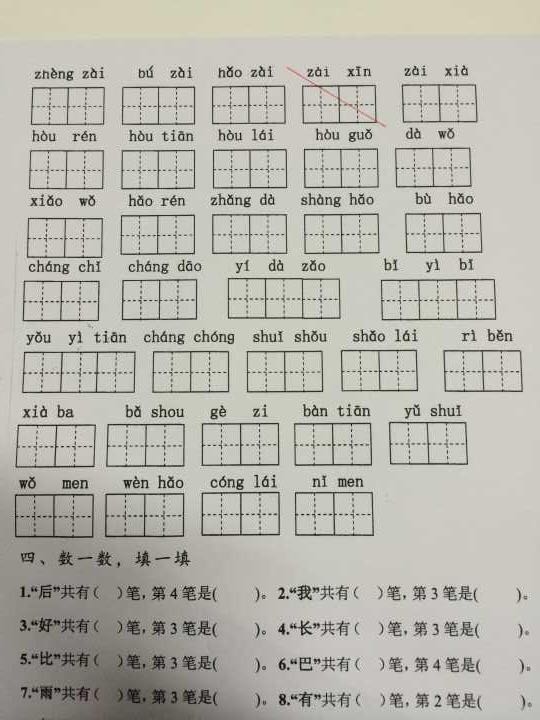 zhèng zài bú zài hǎo zài zài xīn zài xià
hòu rén hòu tiān hòu lái hòu guǒ dà wǒ
xiǎo wǒ hǎo rén zhǎng dà shàng hǎo bù hǎo
cháng chǐ cháng dāo yí dà zǎo bǐ yì bǐ
yǒu yì tiān cháng chóng shuǐ shǒu shǎo lái rì běn
xià ba bǎ shou gè zi bàn tiān yǔ shuǐ
wǒ men wèn hǎo cóng lái nǐ men
四、数一数，填一填
1.“后”共有（ ）笔，第4笔是( )。 2.“我”共有（ ）笔，第3笔是( )。
3.“好”共有（ ）笔，第3笔是( )。 4.“长”共有（ ）笔，第3笔是( )。
5.“比”共有（ ）笔，第3笔是( )。 6.“巴”共有（ ）笔，第4笔是( )。
7.“雨”共有（ ）笔，第3笔是( )。 8.“有”共有（ ）笔，第2笔是( )。